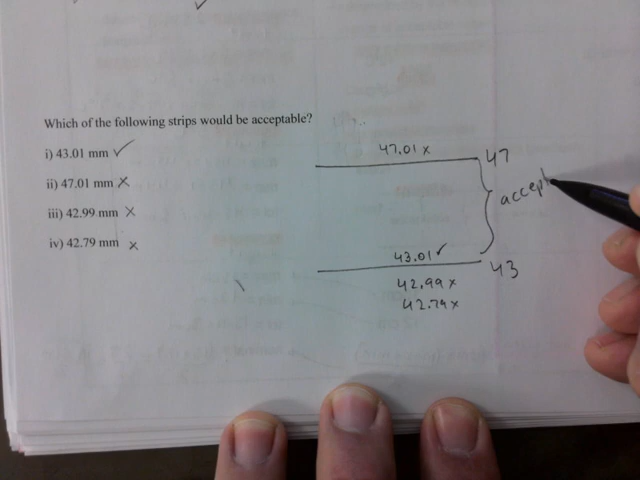 Which of the following strips would be acceptable?
i) 43.01 mm ✓
ii) 47.01 mm ×
iii) 42.99 mm ×
iv) 42.79 mm ×
47.01 ×
47
accept
43.01 ✓
43
42.99 ×
42.79 ×